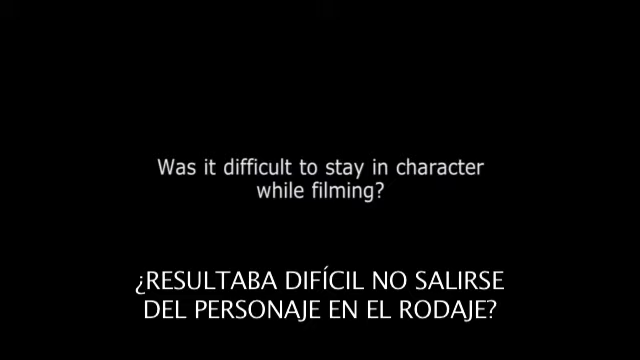 Was it difficult to stay in character
while filming?
¿RESULTABA DIFÍCIL NO SALIRSE
DEL PERSONAJE EN EL RODAJE?